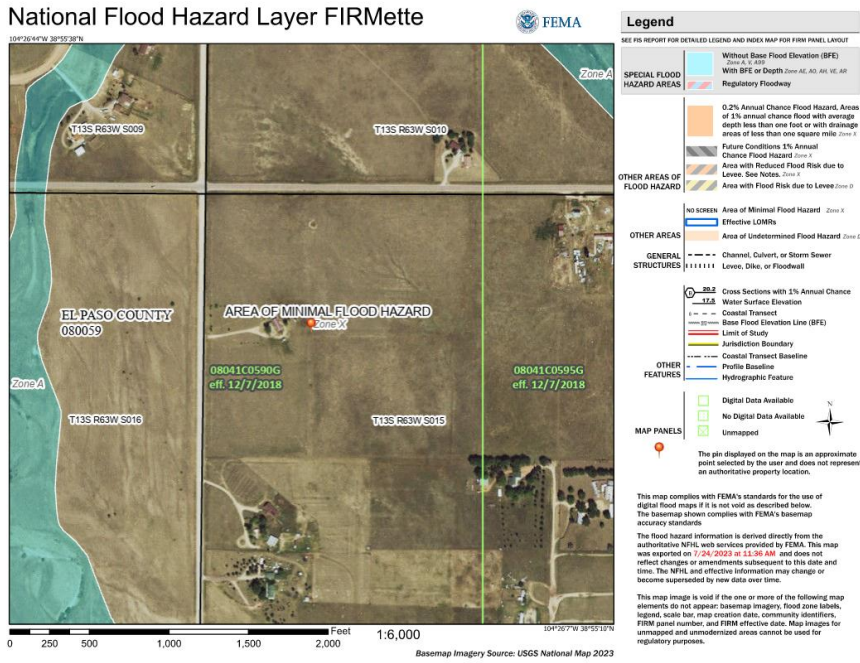 National Flood Hazard Layer FIRMette
FEMA
104°26'44"W 38°55'38"N
Zone A
T13S R63W S009
T13S R63W S010
EL PASO COUNTY
080059
AREA OF MINIMAL FLOOD HAZARD
Zone X
08041C0590G
eff. 12/7/2018
08041C0595G
eff. 12/7/2018
Zone A
T13S R63W S016
T13S R63W S015
104°26'7"W 38°55'10"N
0 250 500 1,000 1,500 2,000 Feet
1:6,000
Basemap Imagery Source: USGS National Map 2023
Legend
SEE FIS REPORT FOR DETAILED LEGEND AND INDEX MAP FOR FIRM PANEL LAYOUT
SPECIAL FLOOD
HAZARD AREAS
Without Base Flood Elevation (BFE)
Zone A, V, A99
With BFE or Depth Zone AE, AO, AH, VE, AR
Regulatory Floodway
0.2% Annual Chance Flood Hazard, Areas
of 1% annual chance flood with average
depth less than one foot or with drainage
areas of less than one square mile Zone X
Future Conditions 1% Annual
Chance Flood Hazard Zone X
Area with Reduced Flood Risk due to
Levee. See Notes. Zone X
Area with Flood Risk due to Levee Zone D
OTHER AREAS OF
FLOOD HAZARD
NO SCREEN Area of Minimal Flood Hazard Zone X
Effective LOMRs
OTHER AREAS
Area of Undetermined Flood Hazard Zone
GENERAL
STRUCTURES
Channel, Culvert, or Storm Sewer
Levee, Dike, or Floodwall
20.2 Cross Sections with 1% Annual Chance
17.5 Water Surface Elevation
Coastal Transect
Base Flood Elevation Line (BFE)
Limit of Study
Jurisdiction Boundary
Coastal Transect Baseline
OTHER
FEATURES
Profile Baseline
Hydrographic Feature
Digital Data Available
No Digital Data Available
Unmapped
MAP PANELS
N
The pin displayed on the map is an approximate
point selected by the user and does not represent
an authoritative property location.
This map complies with FEMA's standards for the use of
digital flood maps if it is not void as described below.
The basemap shown complies with FEMA's basemap
accuracy standards
The flood hazard information is derived directly from the
authoritative NFHL web services provided by FEMA. This map
was exported on 7/24/2023 at 11:36 AM and does not
reflect changes or amendments subsequent to this date and
time. The NFHL and effective information may change or
become superseded by new data over time.
This map image is void if the one or more of the following map
elements do not appear: basemap imagery, flood zone labels,
legend, scale bar, map creation date, community identifiers,
FIRM panel number, and FIRM effective date. Map images for
unmapped and unmodernized areas cannot be used for
regulatory purposes.